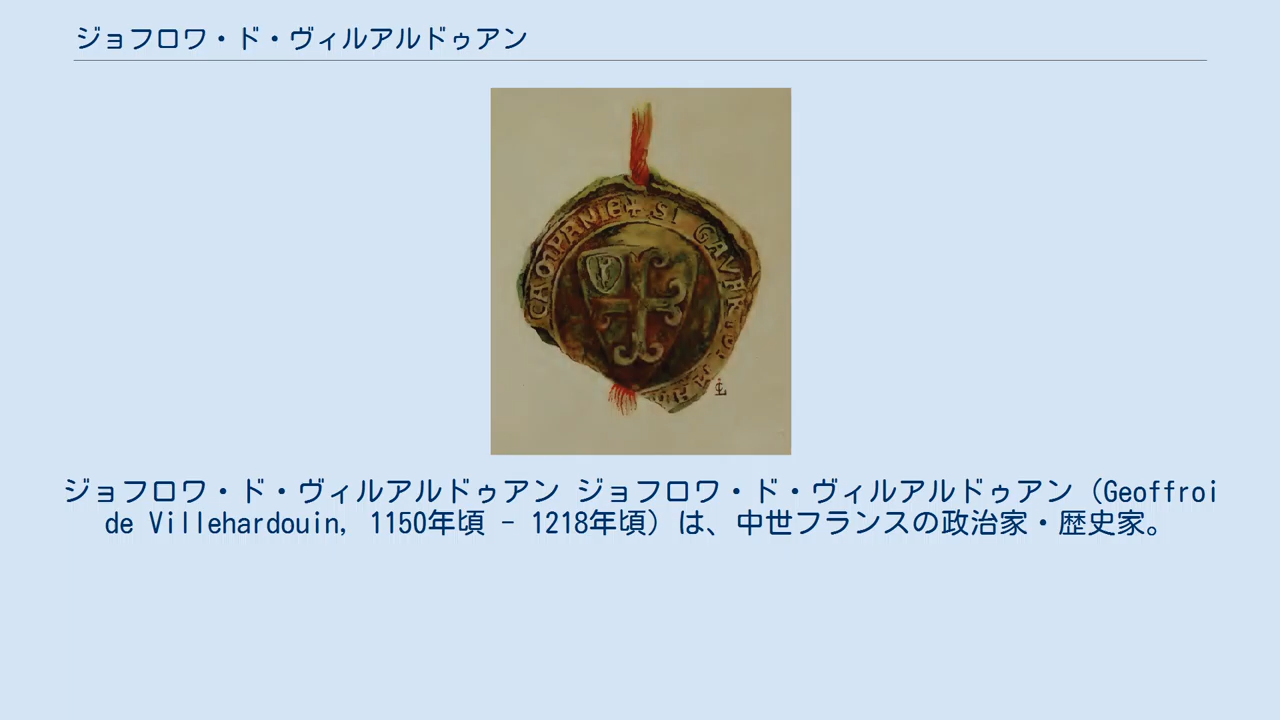 ジョフロワ・ド・ヴィルアルドゥアン
CAOMPANIE ✠ SI GAVF
ジョフロワ・ド・ヴィルアルドゥアン ジョフロワ・ド・ヴィルアルドゥアン（Geoffroi
de Villehardouin, 1150年頃 - 1218年頃）は、中世フランスの政治家・歴史家。